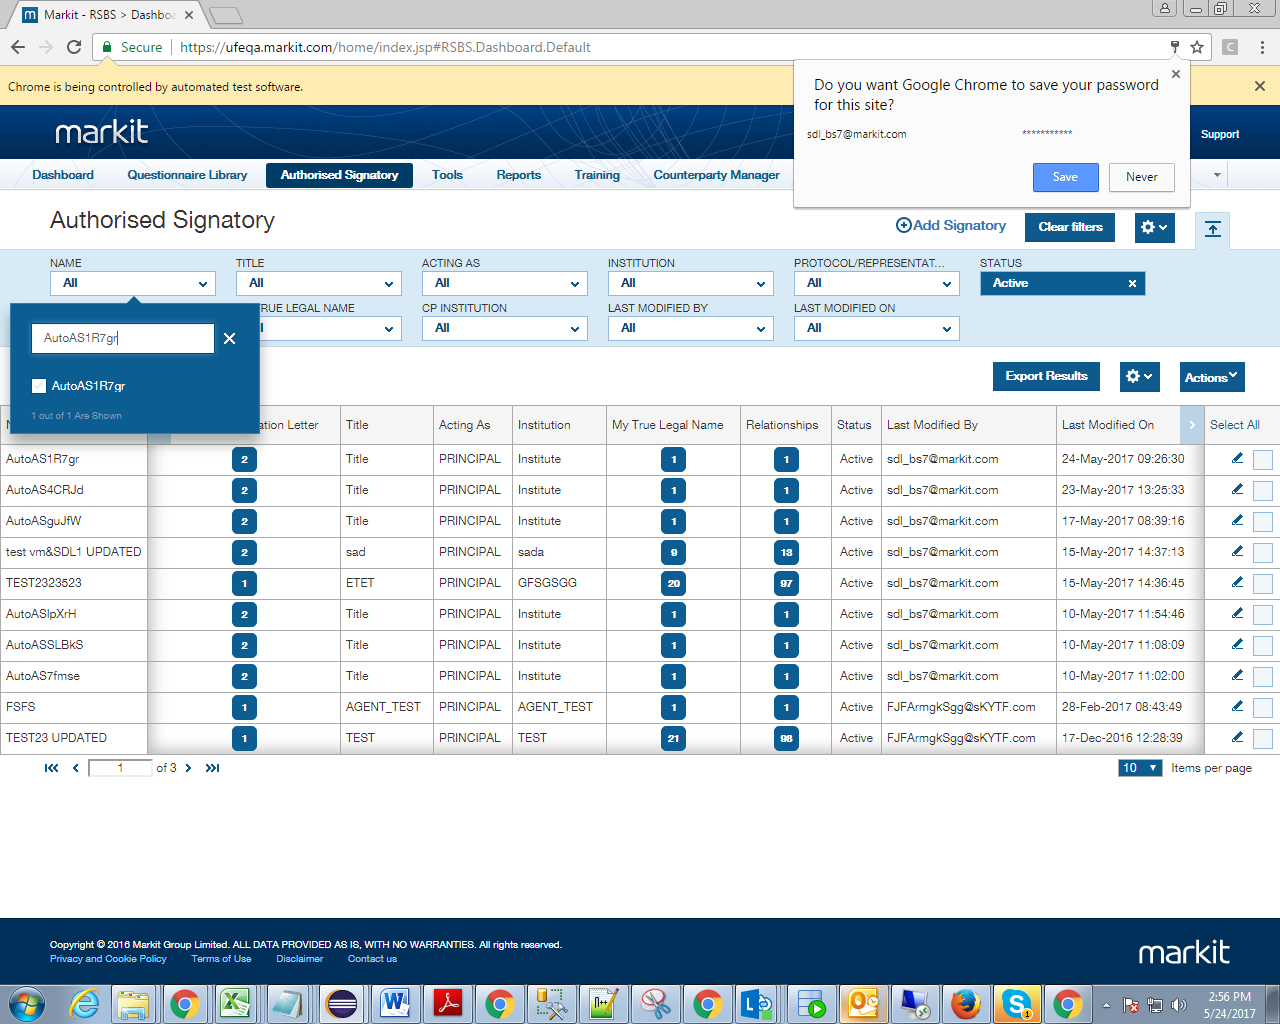 Markit - RSBS > Dashboa
Secure https://ufeqa.markit.com/home/index.jsp#RSBS.Dashboard.Default
Chrome is being controlled by automated test software.
Do you want Google Chrome to save your password
for this site?
sdl_bs7@markit.com ***********
Save Never
markit
Support
Dashboard Questionnaire Library Authorised Signatory Tools Reports Training Counterparty Manager
Authorised Signatory
Add Signatory Clear filters
NAME TITLE ACTING AS INSTITUTION PROTOCOL/REPRESENTAT... STATUS
All All All All All Active
TRUE LEGAL NAME CP INSTITUTION LAST MODIFIED BY LAST MODIFIED ON
All All All
AutoAS1R7gr
AutoAS1R7gr
1 out of 1 Are Shown
Export Results Actions
ation Letter Title Acting As Institution My True Legal Name Relationships Status Last Modified By Last Modified On Select All
AutoAS1R7gr 2 Title PRINCIPAL Institute 1 1 Active sdl_bs7@markit.com 24-May-2017 09:26:30
AutoAS4CRJd 2 Title PRINCIPAL Institute 1 1 Active sdl_bs7@markit.com 23-May-2017 13:25:33
AutoASguJfW 2 Title PRINCIPAL Institute 1 1 Active sdl_bs7@markit.com 17-May-2017 08:39:16
test vm&SDL1 UPDATED 2 sad PRINCIPAL sada 9 18 Active sdl_bs7@markit.com 15-May-2017 14:37:13
TEST2323523 1 ETET PRINCIPAL GFSGSGG 20 97 Active sdl_bs7@markit.com 15-May-2017 14:36:45
AutoASlpXrH 2 Title PRINCIPAL Institute 1 1 Active sdl_bs7@markit.com 10-May-2017 11:54:46
AutoASSLBkS 2 Title PRINCIPAL Institute 1 1 Active sdl_bs7@markit.com 10-May-2017 11:08:09
AutoAS7fmse 2 Title PRINCIPAL Institute 1 1 Active sdl_bs7@markit.com 10-May-2017 11:02:00
FSFS 1 AGENT_TEST PRINCIPAL AGENT_TEST 1 1 Active FJFArmgkSgg@sKYTF.com 28-Feb-2017 08:43:49
TEST23 UPDATED 1 TEST PRINCIPAL TEST 21 98 Active FJFArmgkSgg@sKYTF.com 17-Dec-2016 12:28:39
1 of 3 10 Items per page
Copyright © 2016 Markit Group Limited. ALL DATA PROVIDED AS IS, WITH NO WARRANTIES. All rights reserved.
Privacy and Cookie Policy Terms of Use Disclaimer Contact us
markit
2:56 PM
5/24/2017